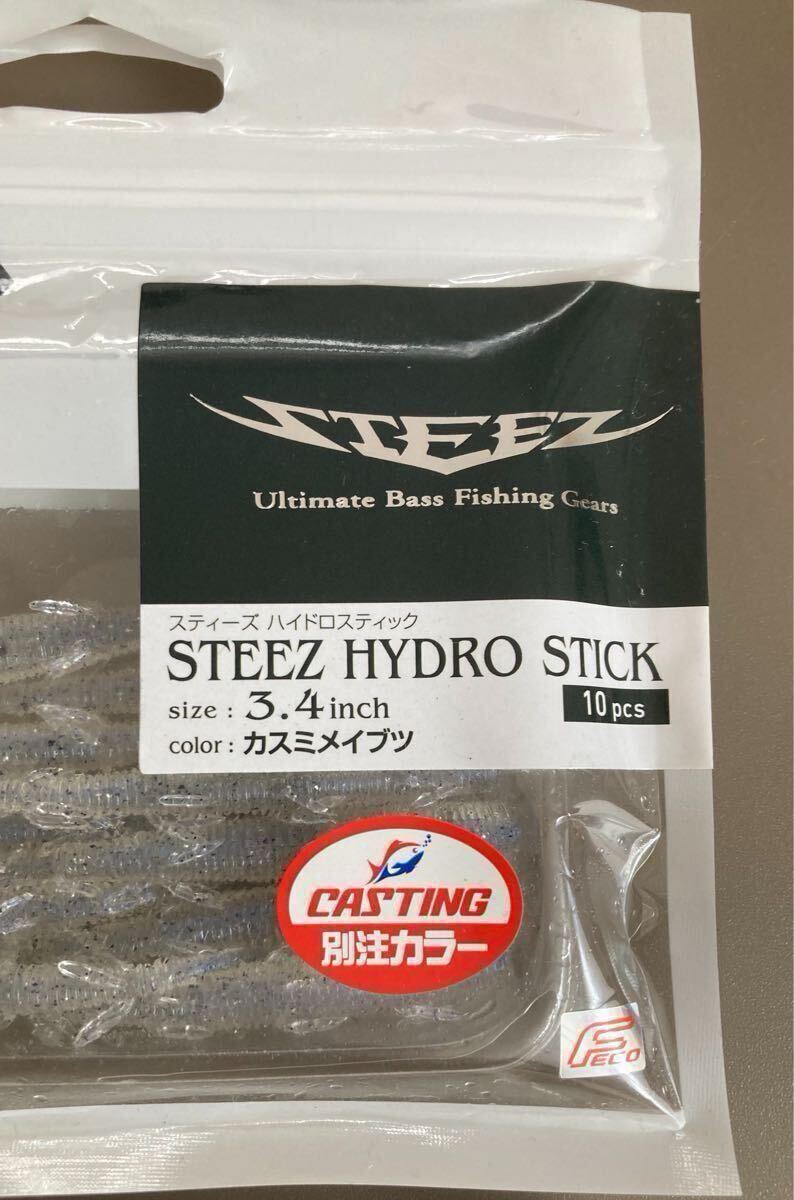 STEEZ
Ultimate Bass Fishing Gears
スティーズ ハイドロスティック
STEEZ HYDRO STICK
size : 3.4inch
10pcs
color : カスミメイブツ
CASTING
別注カラー
FECO